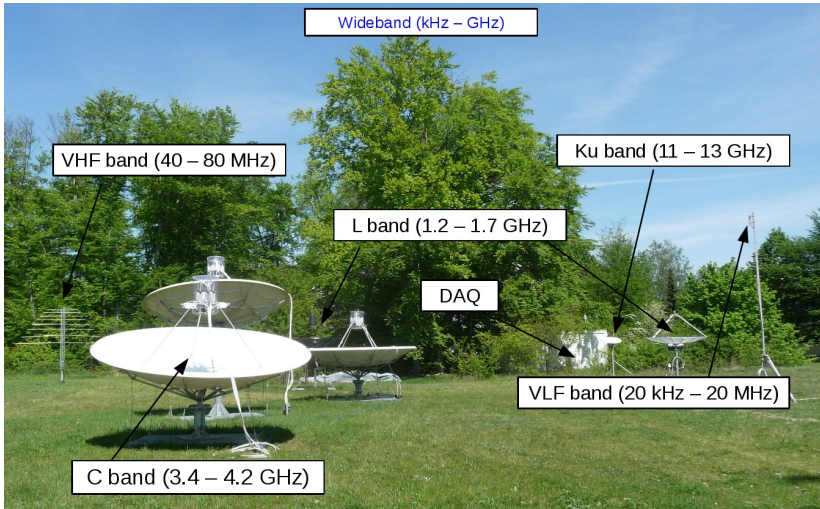 Wideband (kHz – GHz)
VHF band (40 – 80 MHz)
Ku band (11 – 13 GHz)
L band (1.2 – 1.7 GHz)
DAQ
VLF band (20 kHz – 20 MHz)
C band (3.4 – 4.2 GHz)